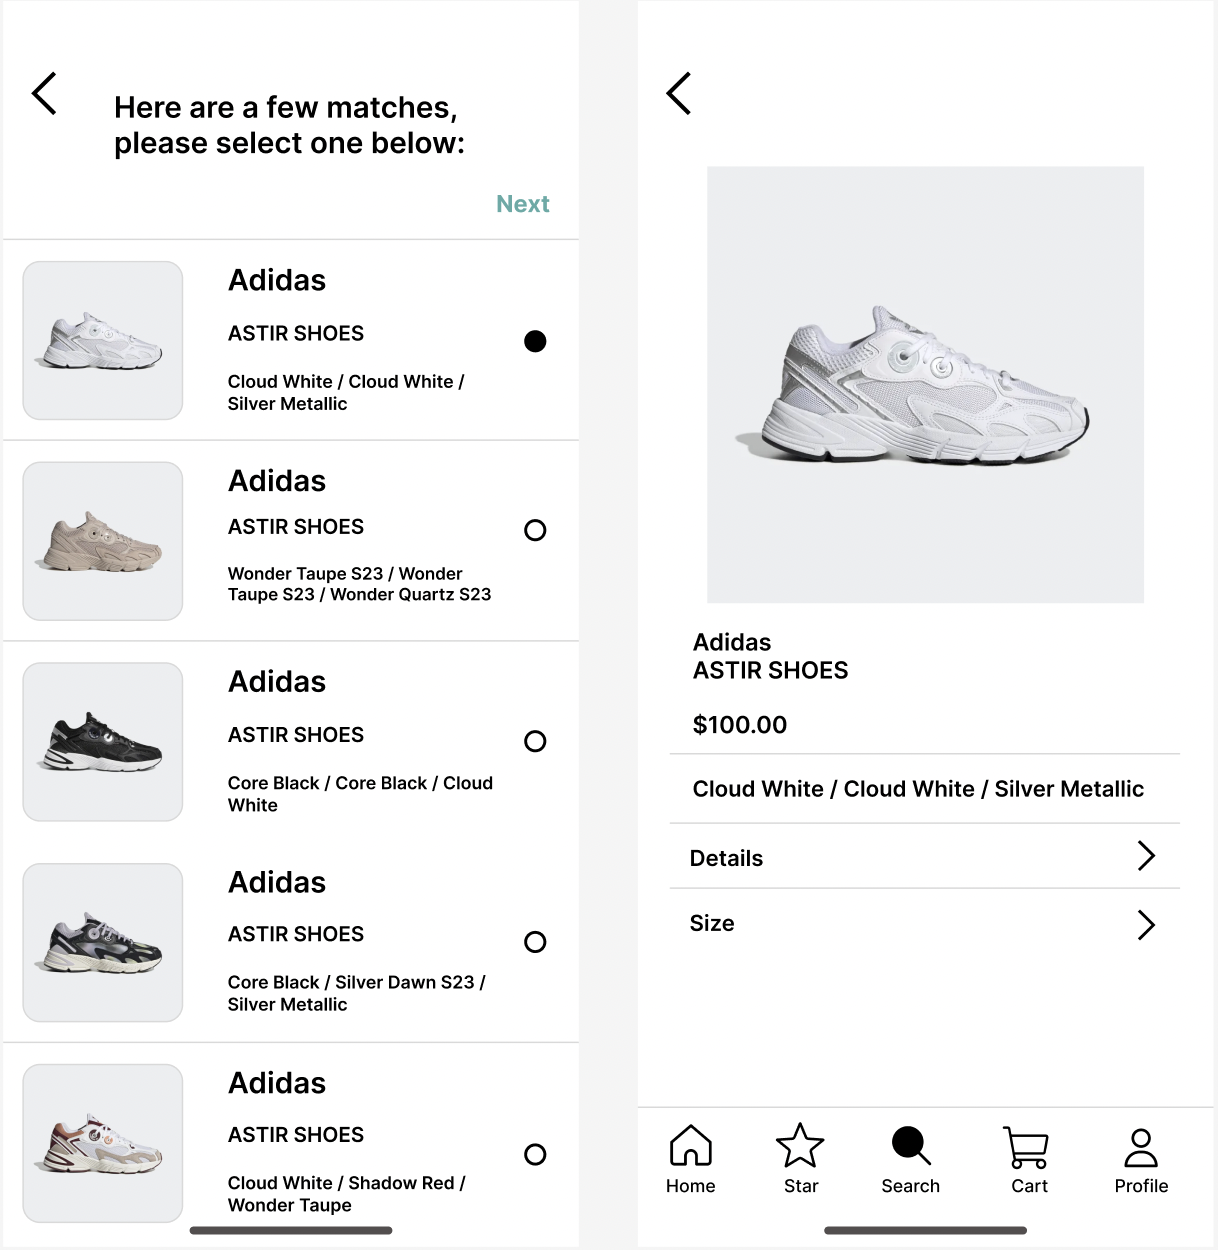 Here are a few matches,
please select one below:
Next
Adidas
ASTIR SHOES
Cloud White / Cloud White /
Silver Metallic
Adidas
ASTIR SHOES
Wonder Taupe S23 / Wonder
Taupe S23 / Wonder Quartz S23
Adidas
ASTIR SHOES
Core Black / Core Black / Cloud
White
Adidas
ASTIR SHOES
Core Black / Silver Dawn S23 /
Silver Metallic
Adidas
ASTIR SHOES
Cloud White / Shadow Red /
Wonder Taupe
Adidas
ASTIR SHOES
$100.00
Cloud White / Cloud White / Silver Metallic
Details
Size
Home
Star
Search
Cart
Profile